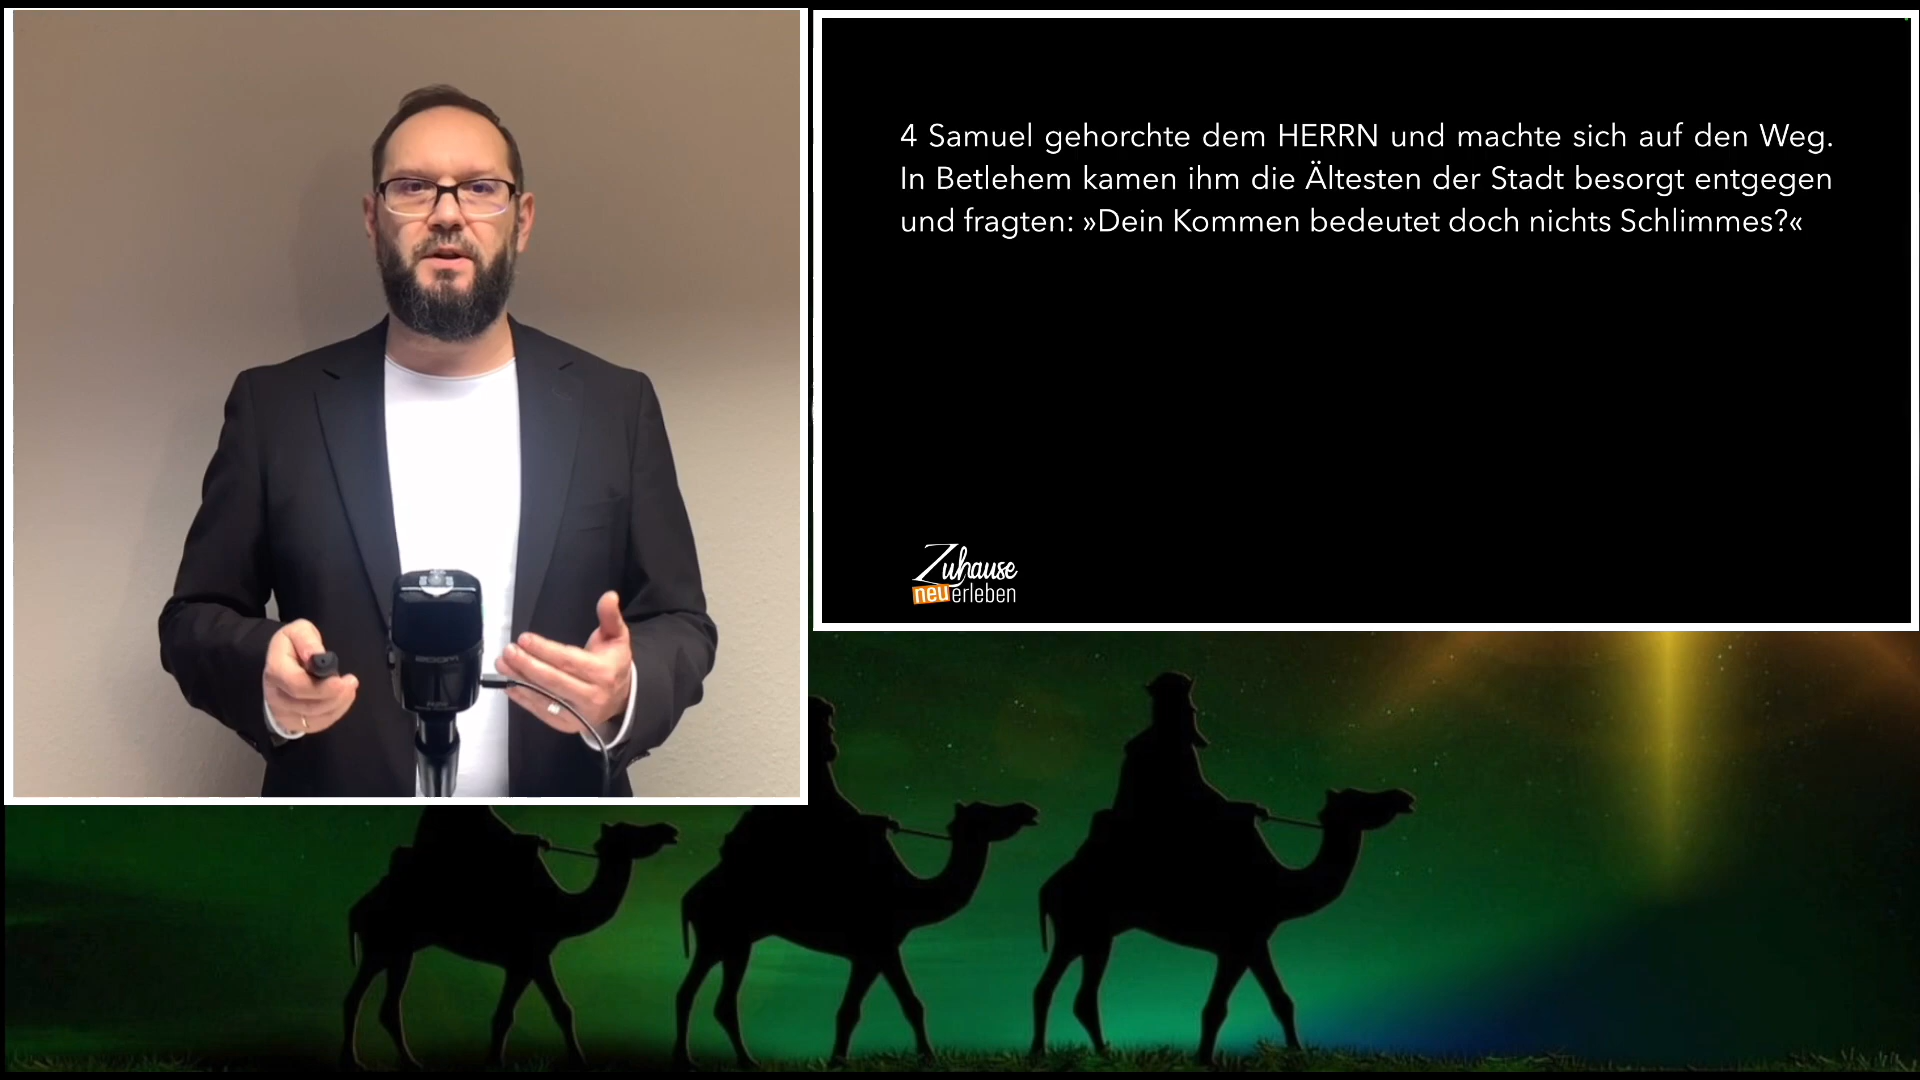 4 Samuel gehorchte dem HERRN und machte sich auf den Weg.
In Betlehem kamen ihm die Ältesten der Stadt besorgt entgegen
und fragten: »Dein Kommen bedeutet doch nichts Schlimmes?«
Zuhause
neu erleben
zoom